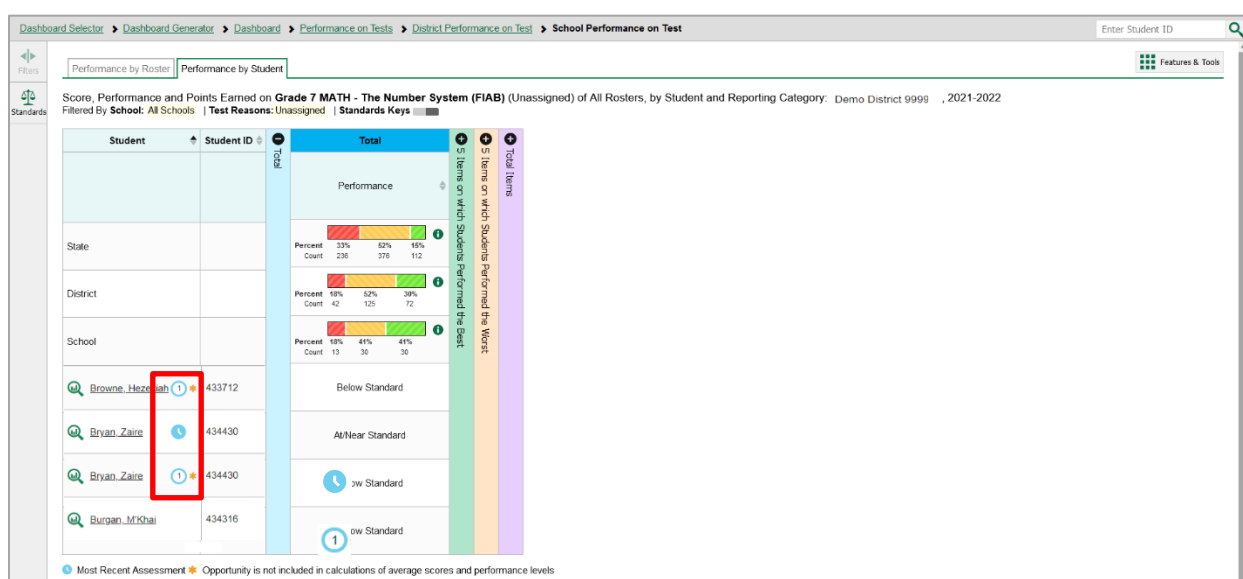 Dashboard Selector > Dashboard Generator > Dashboard > Performance on Tests > District Performance on Test > School Performance on Test
Enter Student ID
Filters
Standards
Performance by Roster
Performance by Student
Features & Tools
Score, Performance and Points Earned on Grade 7 MATH - The Number System (FIAB) (Unassigned) of All Rosters, by Student and Reporting Category: Demo District 9999 , 2021-2022
Filtered By School: All Schools | Test Reasons: Unassigned | Standards Keys
Student Student ID Total Total
5 Items on which Students Performed the Best
5 Items on which Students Performed the Worst
Total Items
Performance
State
Percent 33% 52% 15%
Count 236 376 112
District
Percent 18% 52% 30%
Count 42 125 72
School
Percent 18% 41% 41%
Count 13 30 30
Browne, 1 433712 Below Standard
Bryan, Zaire 434430 At/Near Standard
Bryan, Zaire 1 434430 ow Standard
Burgan, M'Khai 434316 1 ow Standard
Most Recent Assessment * Opportunity is not included in calculations of average scores and performance levels